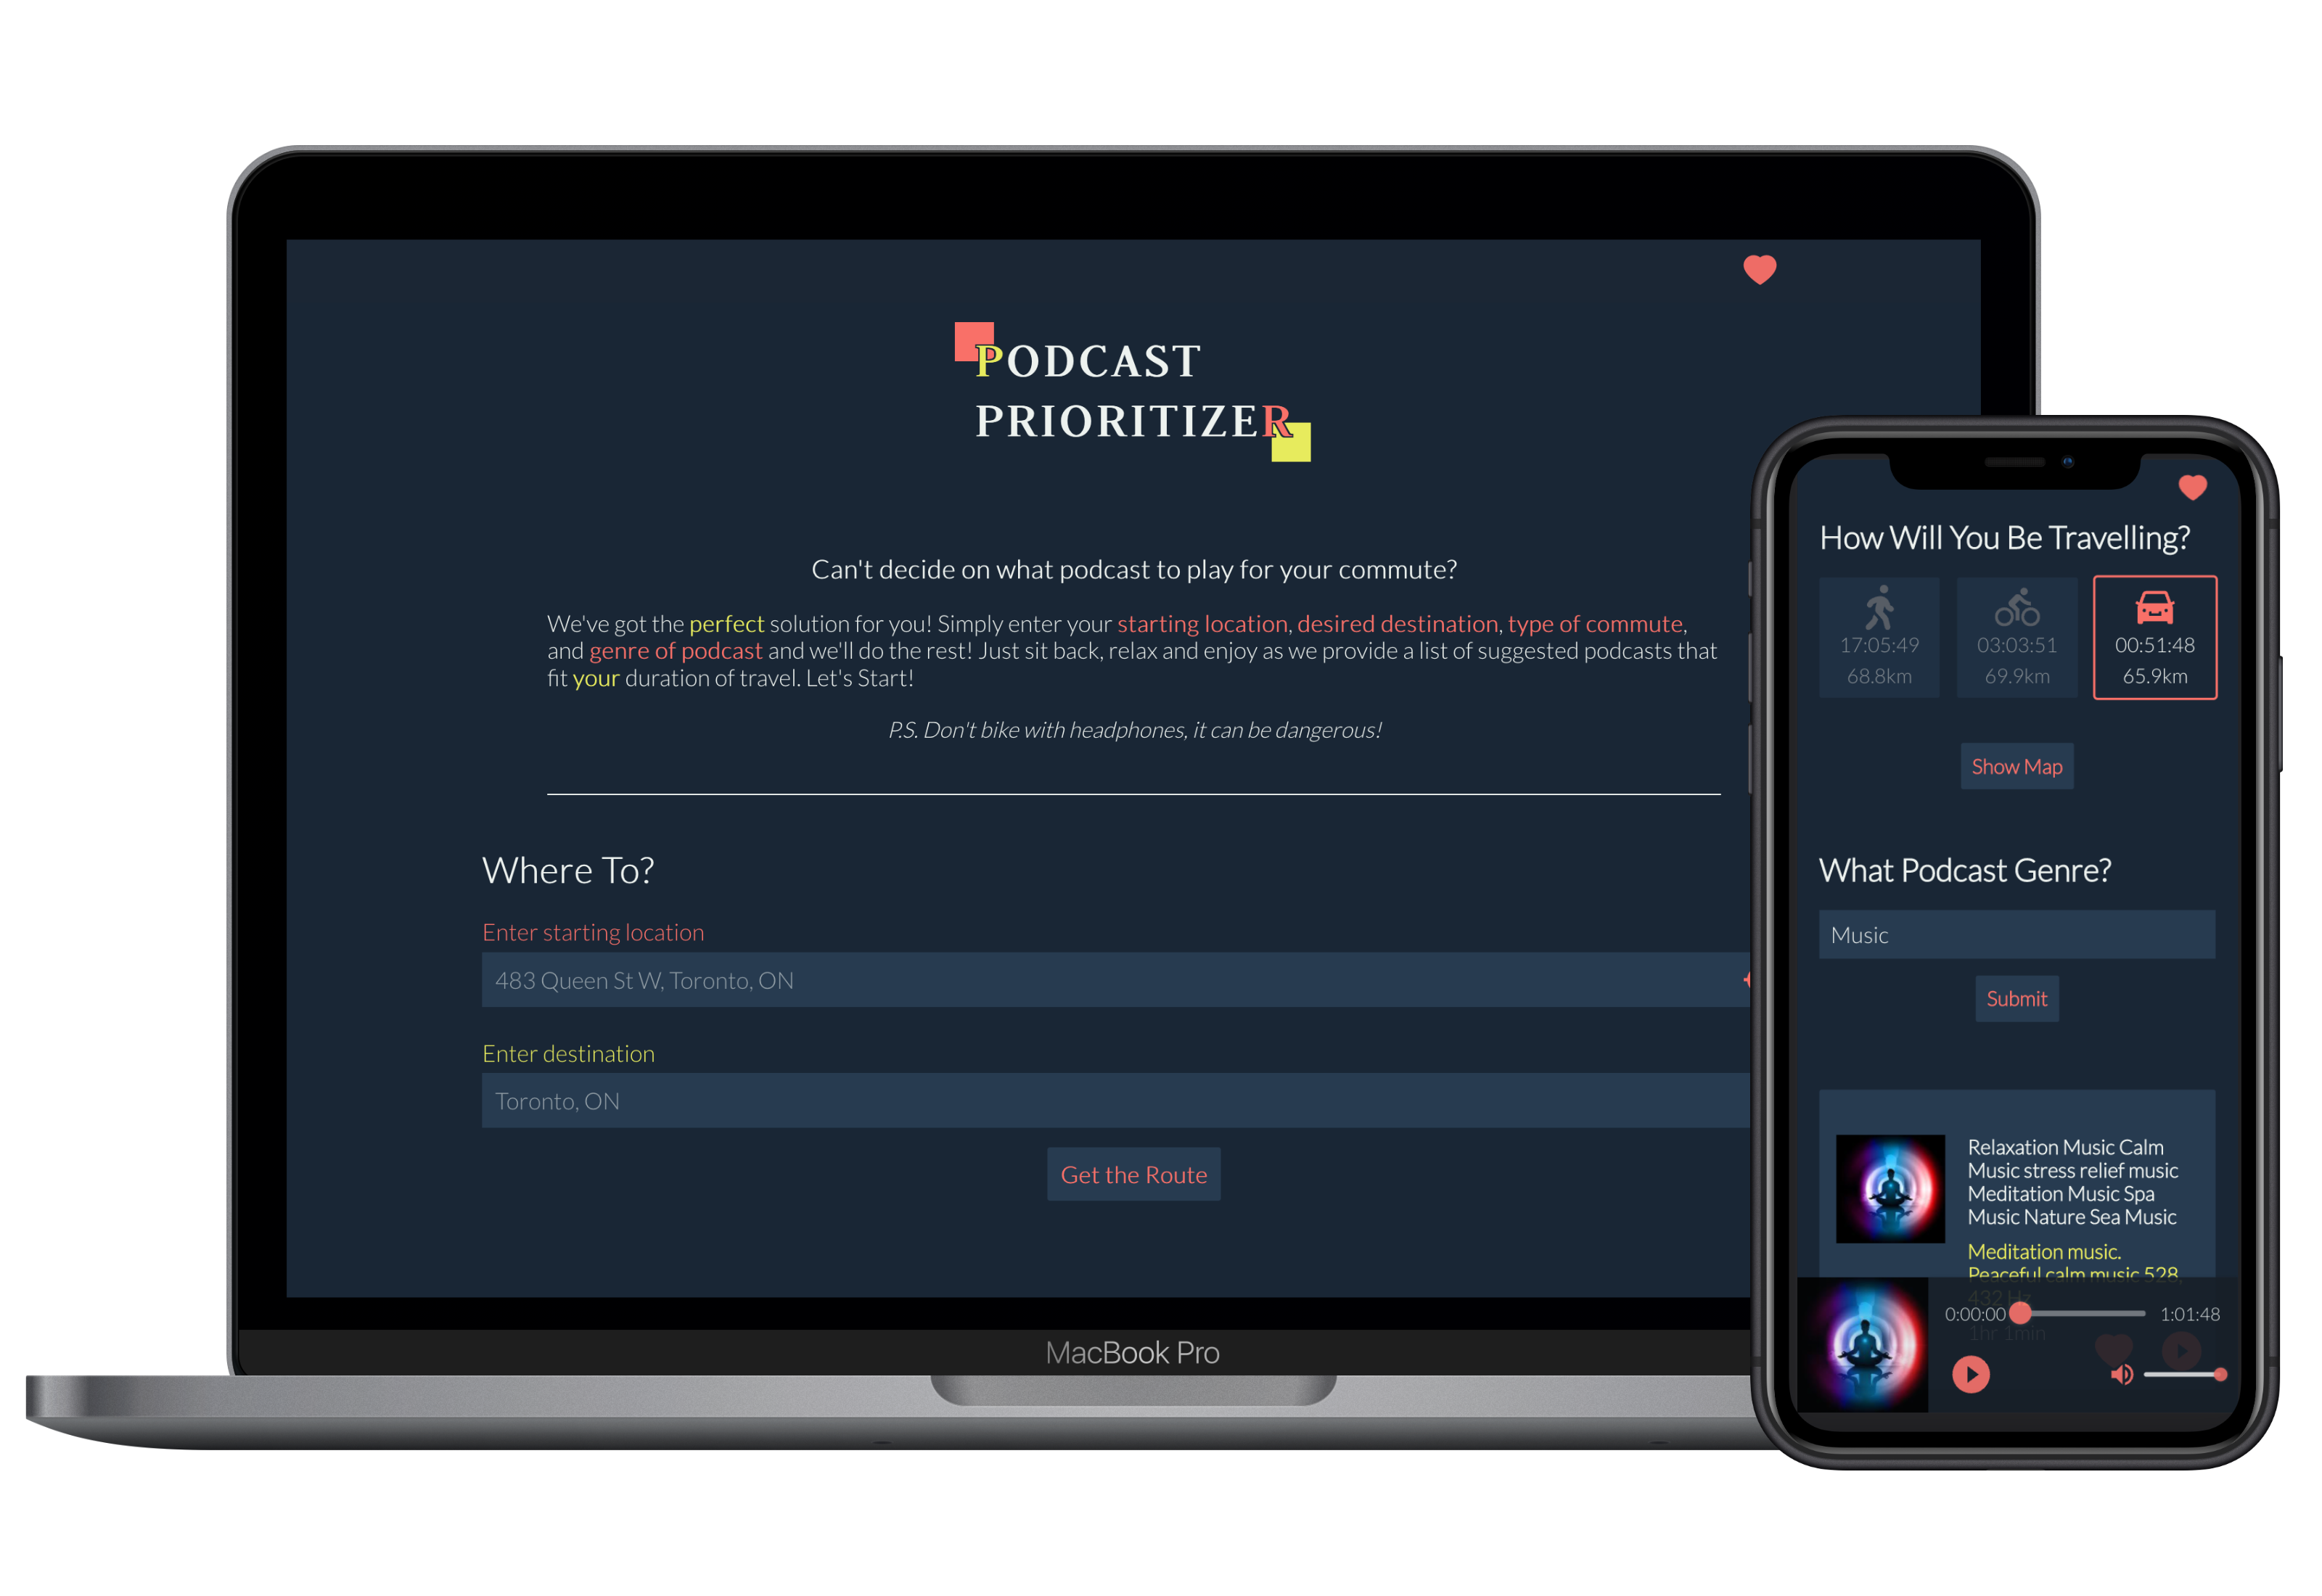 PODCAST
PRIORITIZER
Can't decide on what podcast to play for your commute?
We've got the perfect solution for you! Simply enter your starting location, desired destination, type of commute,
and genre of podcast and we'll do the rest! Just sit back, relax and enjoy as we provide a list of suggested podcasts that
fit your duration of travel. Let's Start!
P.S. Don't bike with headphones, it can be dangerous!
Where To?
Enter starting location
483 Queen St W, Toronto, ON
Enter destination
Toronto, ON
Get the Route
MacBook Pro
How Will You Be Travelling?
17:05:49 03:03:51 00:51:48
68.8km 69.9km 65.9km
Show Map
What Podcast Genre?
Music
Submit
Relaxation Music Calm
Music stress relief music
Meditation Music Spa
Music Nature Sea Music
Meditation music.
Peaceful calm music 528,
432 Hz
0:00:00 1:01:48
1hr 1min